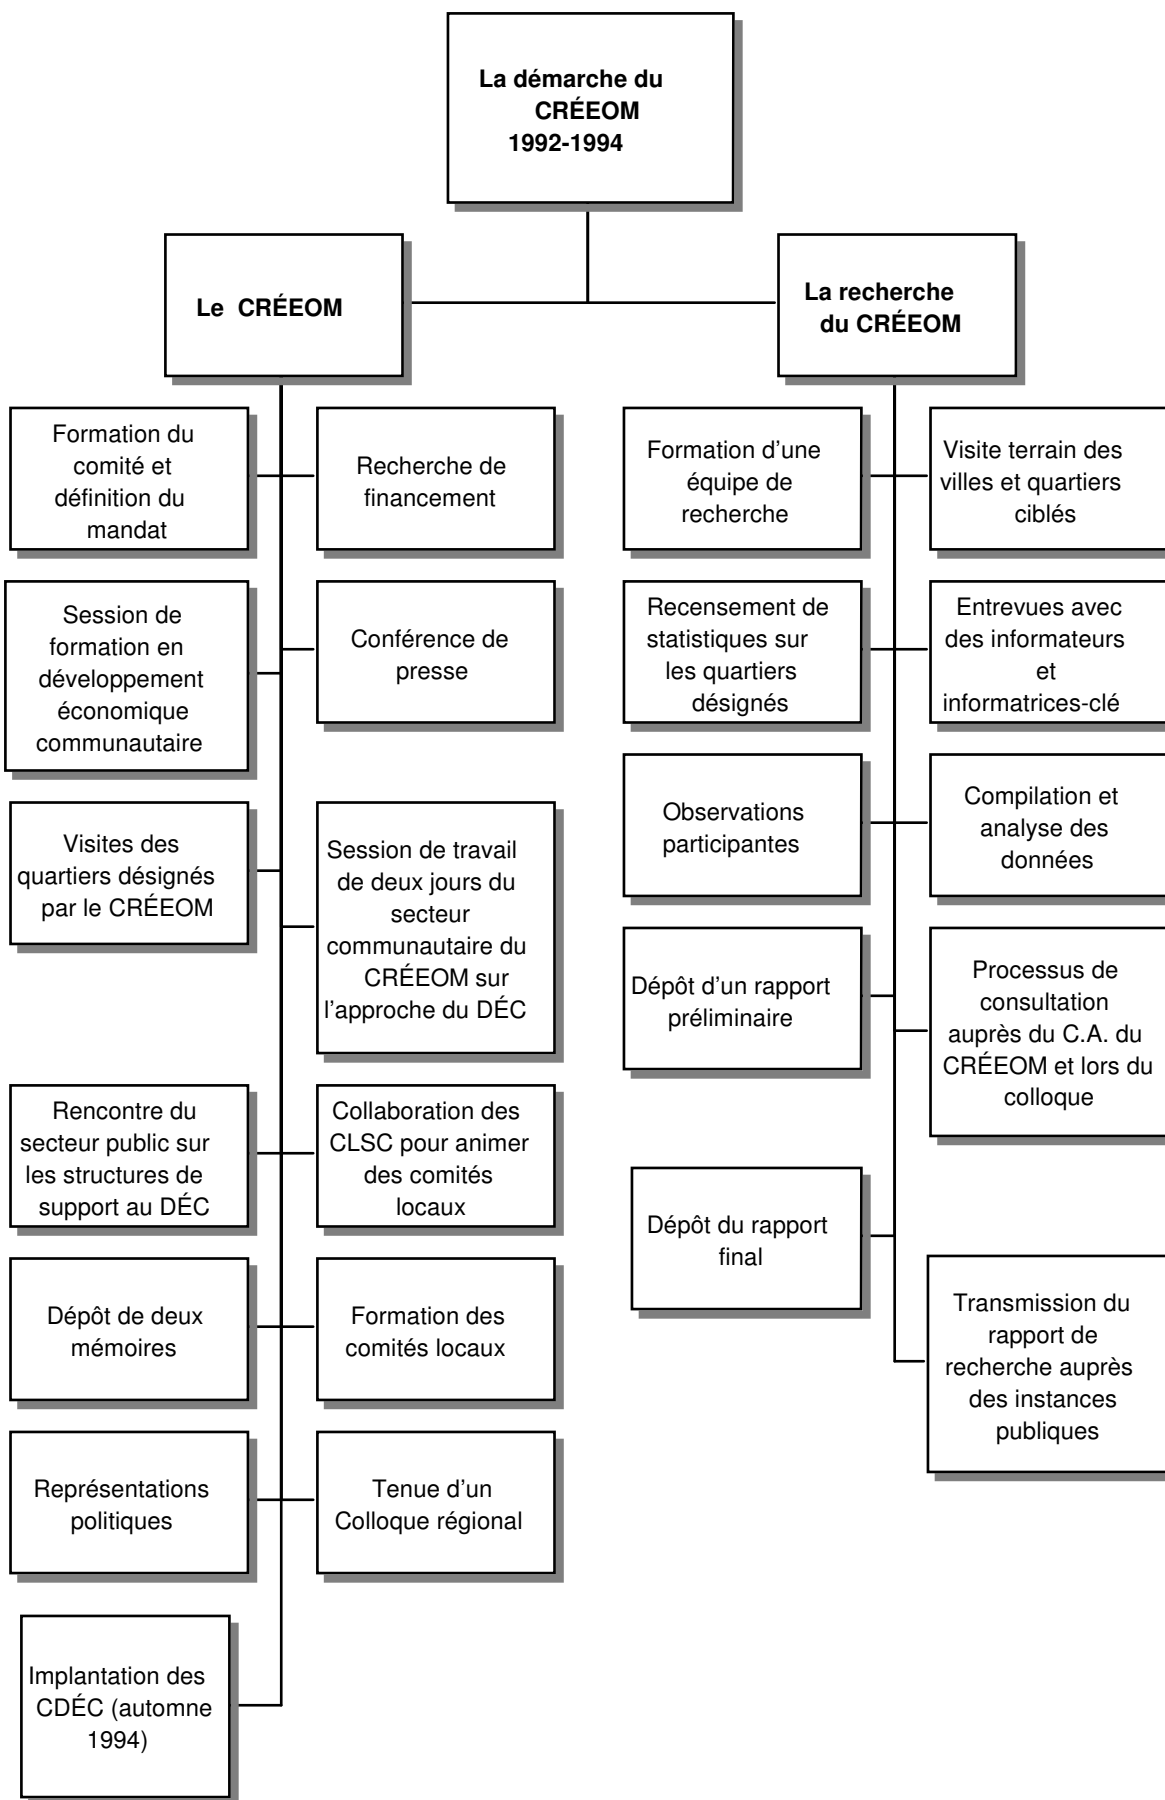 La démarche du
CRÉEOM
1992-1994
Le CRÉEOM
La recherche
du CRÉEOM
Formation du
comité et
définition du
mandat
Recherche de
financement
Session de
formation en
développement
économique
communautaire
Conférence de
presse
Visites des
quartiers désignés
par le CRÉEOM
Session de travail
de deux jours du
secteur
communautaire du
CRÉEOM sur
l'approche du DÉC
Rencontre du
secteur public sur
les structures de
support au DÉC
Collaboration des
CLSC pour animer
des comités
locaux
Dépôt de deux
mémoires
Formation des
comités locaux
Représentations
politiques
Tenue d'un
Colloque régional
Implantation des
CDÉC (automne
1994)
Formation d'une
équipe de
recherche
Visite terrain des
villes et quartiers
ciblés
Recensement de
statistiques sur
les quartiers
désignés
Entrevues avec
des informateurs
et
informatrices-clé
Observations
participantes
Compilation et
analyse des
données
Dépôt d'un rapport
préliminaire
Processus de
consultation
auprès du C.A. du
CRÉEOM et lors du
colloque
Dépôt du rapport
final
Transmission du
rapport de
recherche auprès
des instances
publiques